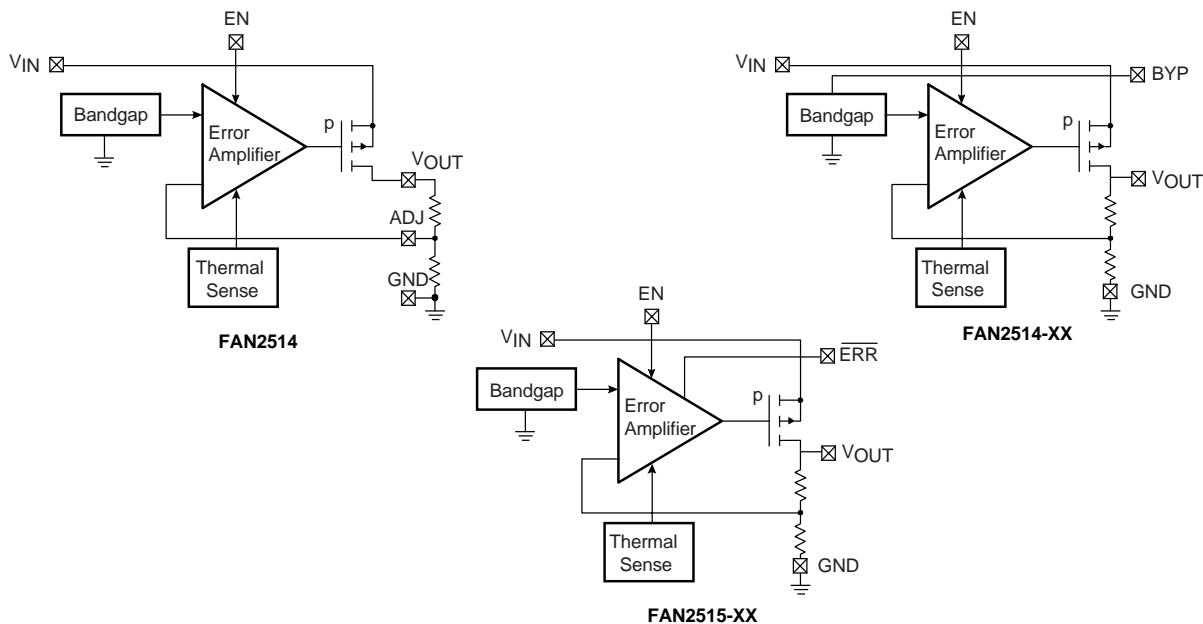 EN
VIN
Bandgap
Error
Amplifier
p
VOUT
ADJ
Thermal
Sense
GND
FAN2514
EN
VIN
BYP
Bandgap
Error
Amplifier
p
VOUT
Thermal
Sense
GND
FAN2514-XX
EN
VIN
ERR
Bandgap
Error
Amplifier
p
VOUT
Thermal
Sense
GND
FAN2515-XX